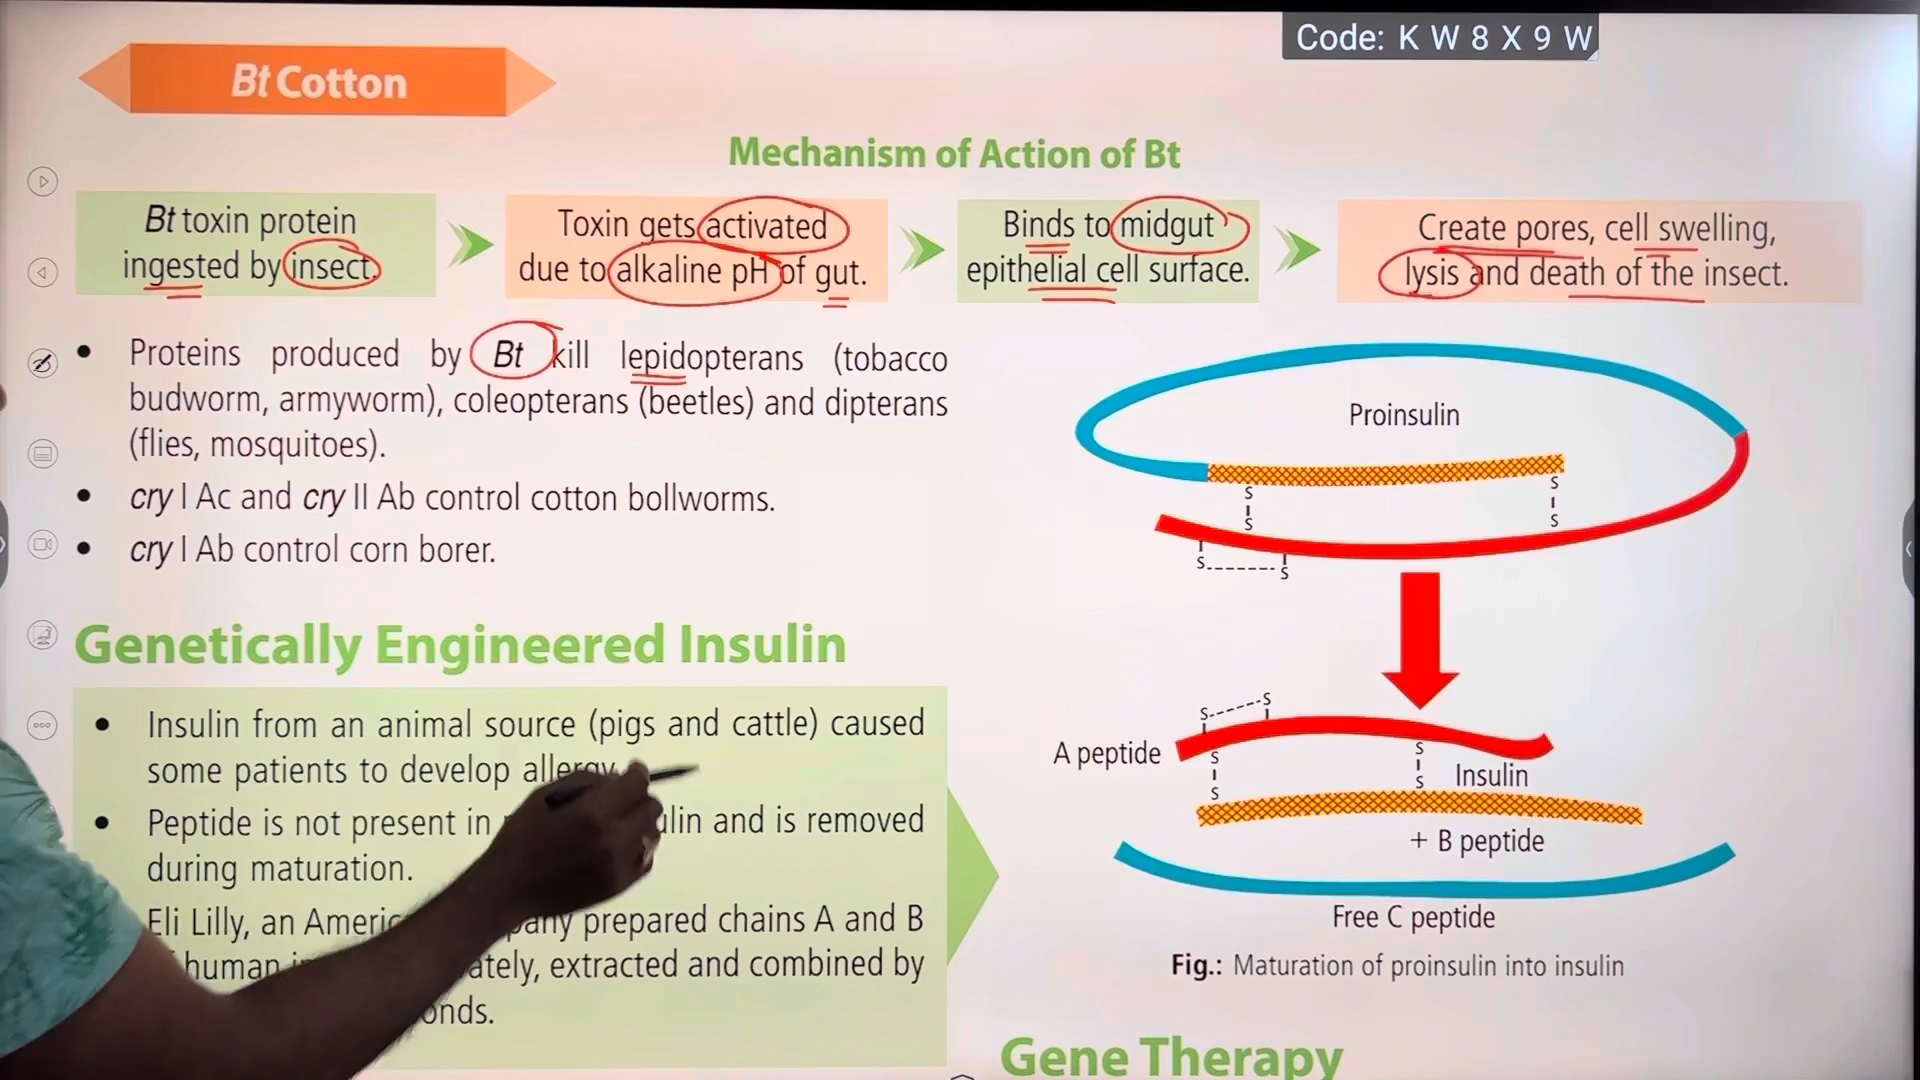 Code: K W 8 X 9 W
Bt Cotton
Mechanism of Action of Bt
Bt toxin protein
ingested by insect.
Toxin gets activated
due to alkaline pH of gut.
Binds to midgut
epithelial cell surface.
Create pores, cell swelling,
lysis and death of the insect.
• Proteins produced by Bt kill lepidopterans (tobacco
budworm, armyworm), coleopterans (beetles) and dipterans
(flies, mosquitoes).
• cry I Ac and cry II Ab control cotton bollworms.
• cry I Ab control corn borer.
Genetically Engineered Insulin
• Insulin from an animal source (pigs and cattle) caused
some patients to develop allergy
• Peptide is not present in and is removed
during maturation.
Eli Lilly, an prepared chains A and B
human extracted and combined by
Proinsulin
S S
S S
S S
S S
S S
A peptide
S S
S S
Insulin
+ B peptide
Free C peptide
Fig.: Maturation of proinsulin into insulin
Gene Therapy